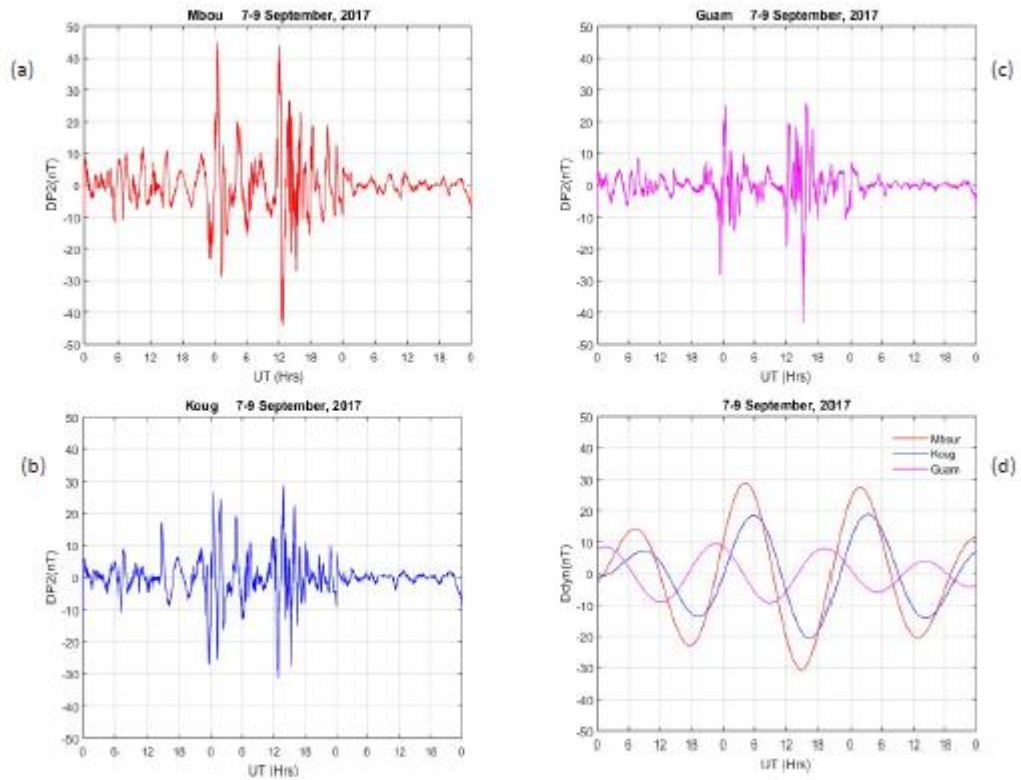 Mbou 7-9 September, 2017
(a)
50
40
30
20
10
0
-10
-20
-30
-40
-50
DP2(nT)
0 6 12 18 0 6 12 18 0 6 12 18 0
UT (Hrs)
Guam 7-9 September, 2017
(c)
50
40
30
20
10
0
-10
-20
-30
-40
-50
DP2(nT)
0 6 12 18 0 6 12 18 0 6 12 18 0
UT (Hrs)
Koug 7-9 September, 2017
(b)
50
40
30
20
10
0
-10
-20
-30
-40
-50
DP2(nT)
0 6 12 18 0 6 12 18 0 6 12 18 0
UT (Hrs)
7-9 September, 2017
(d)
50
40
30
20
10
0
-10
-20
-30
-40
-50
Ddyn(nT)
Mbour
Koug
Guam
0 6 12 18 0 6 12 18 0 6 12 18 0
UT (Hrs)